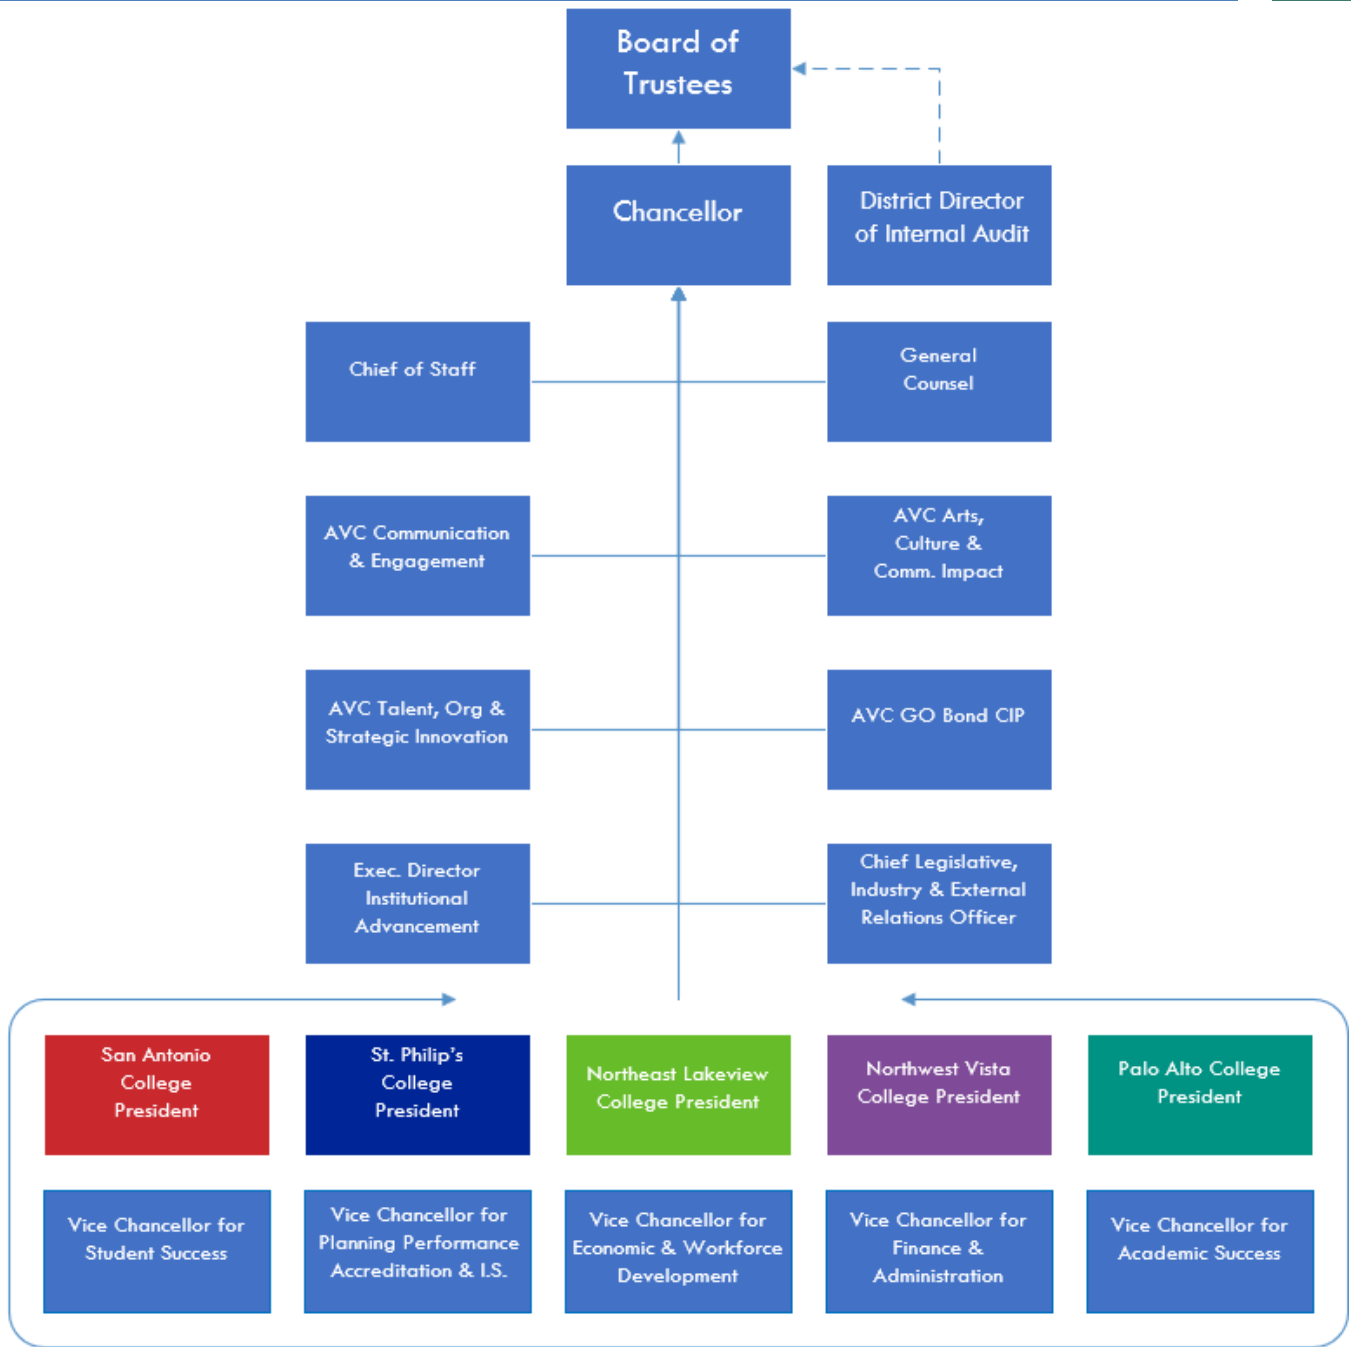 Board of
Trustees
Chancellor
District Director
of Internal Audit
Chief of Staff
General
Counsel
AVC Communication
& Engagement
AVC Arts,
Culture &
Comm. Impact
AVC Talent, Org &
Strategic Innovation
AVC GO Bond CIP
Exec. Director
Institutional
Advancement
Chief Legislative,
Industry & External
Relations Officer
San Antonio
College
President
St. Philip's
College
President
Northeast Lakeview
College President
Northwest Vista
College President
Palo Alto College
President
Vice Chancellor for
Student Success
Vice Chancellor for
Planning Performance
Accreditation & I.S.
Vice Chancellor for
Economic & Workforce
Development
Vice Chancellor for
Finance &
Administration
Vice Chancellor for
Academic Success